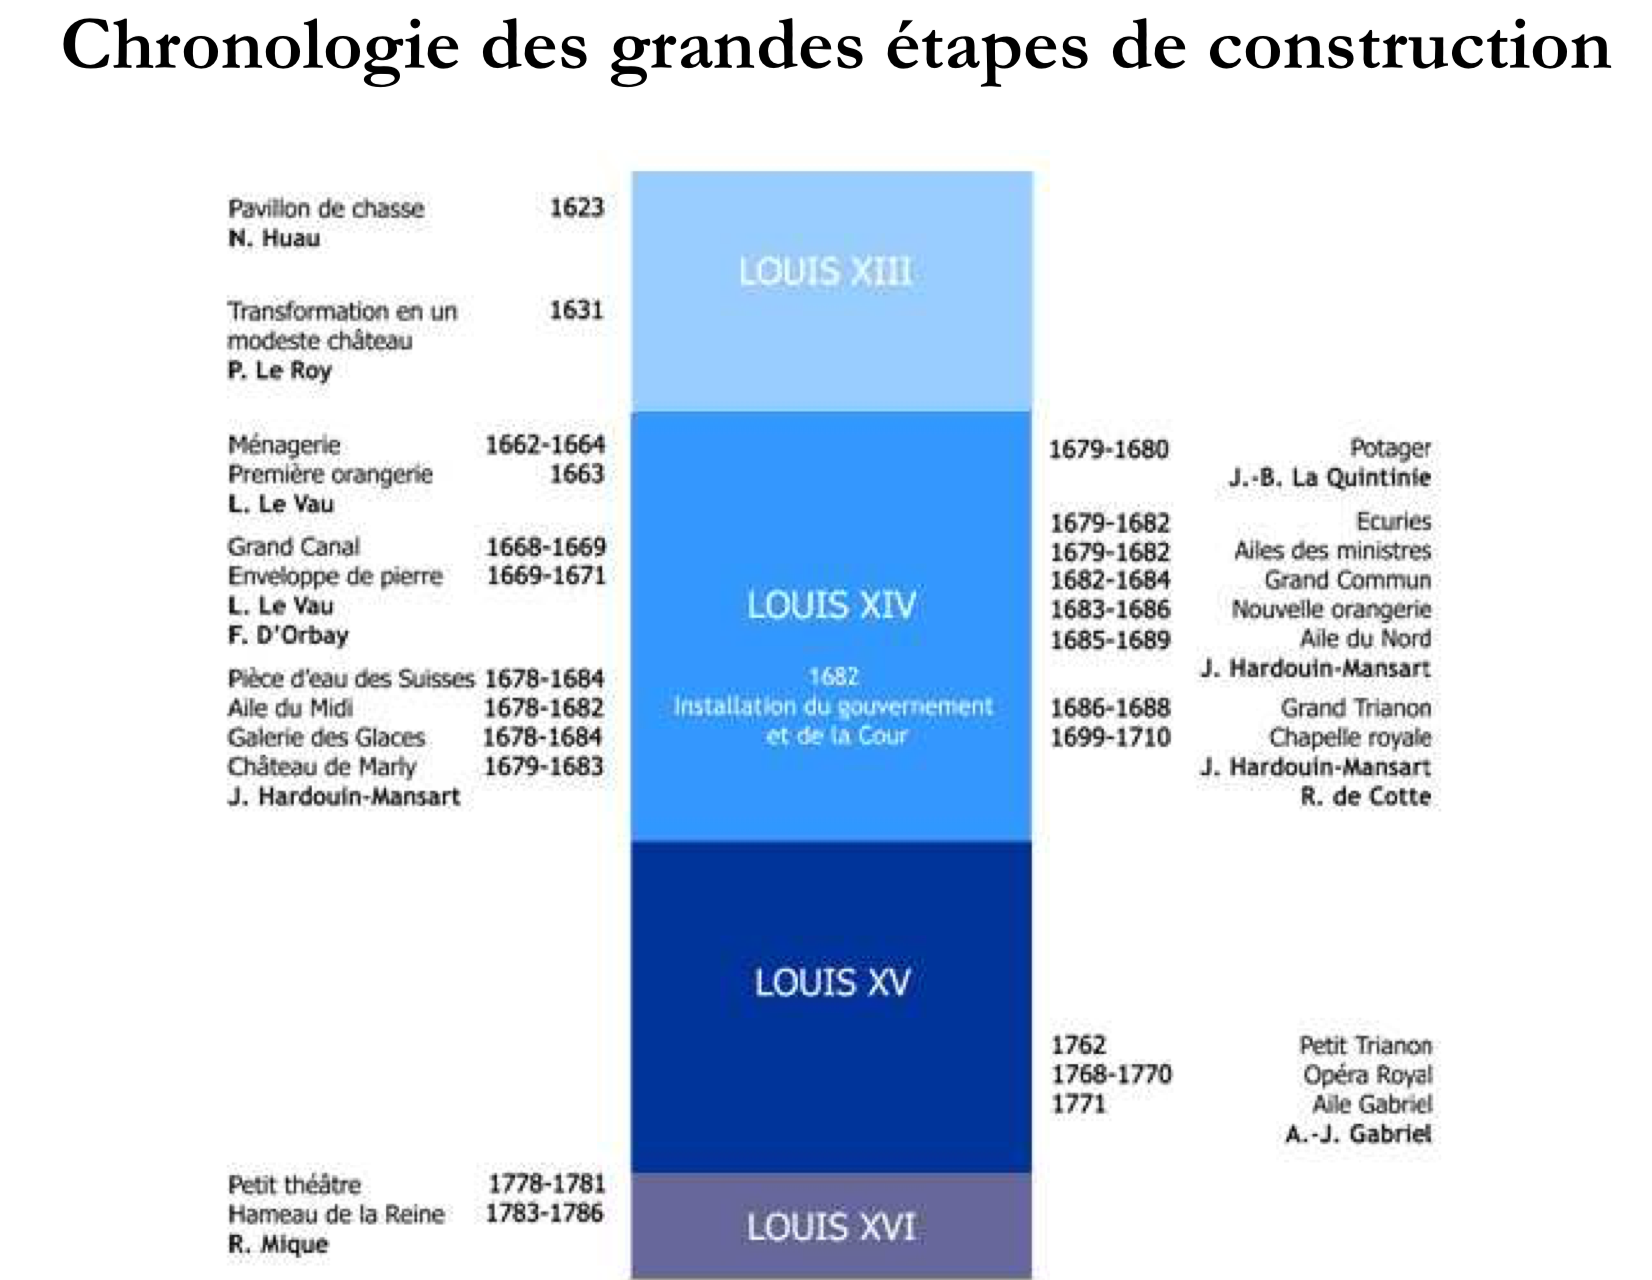 Chronologie des grandes étapes de construction
Pavillon de chasse 1623
N. Huau
Transformation en un 1631
modeste château
P. Le Roy
LOUIS XIII
Ménagerie 1662-1664
Première orangerie 1663
L. Le Vau
Grand Canal 1668-1669
Enveloppe de pierre 1669-1671
L. Le Vau
F. D'Orbay
Pièce d'eau des Suisses 1678-1684
Aile du Midi 1678-1682
Galerie des Glaces 1678-1684
Château de Marly 1679-1683
J. Hardouin-Mansart
LOUIS XIV
1682
Installation du gouvernement
et de la Cour
1679-1680 Potager
J.-B. La Quintinie
1679-1682 Ecuries
1679-1682 Ailes des ministres
1682-1684 Grand Commun
1683-1686 Nouvelle orangerie
1685-1689 Aile du Nord
J. Hardouin-Mansart
1686-1688 Grand Trianon
1699-1710 Chapelle royale
J. Hardouin-Mansart
R. de Cotte
LOUIS XV
1762 Petit Trianon
1768-1770 Opéra Royal
1771 Aile Gabriel
A.-J. Gabriel
Petit théâtre 1778-1781
Hameau de la Reine 1783-1786
R. Mique
LOUIS XVI